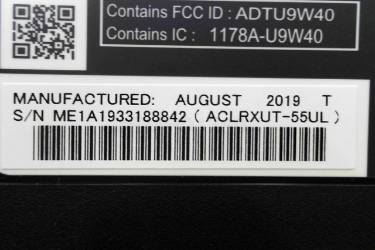 Contains FCC ID : ADTU9W40
Contains IC : 1178A-U9W40
MANUFACTURED: AUGUST 2019 T
S/N ME1A1933188842 ( ACLRXUT-55UL )